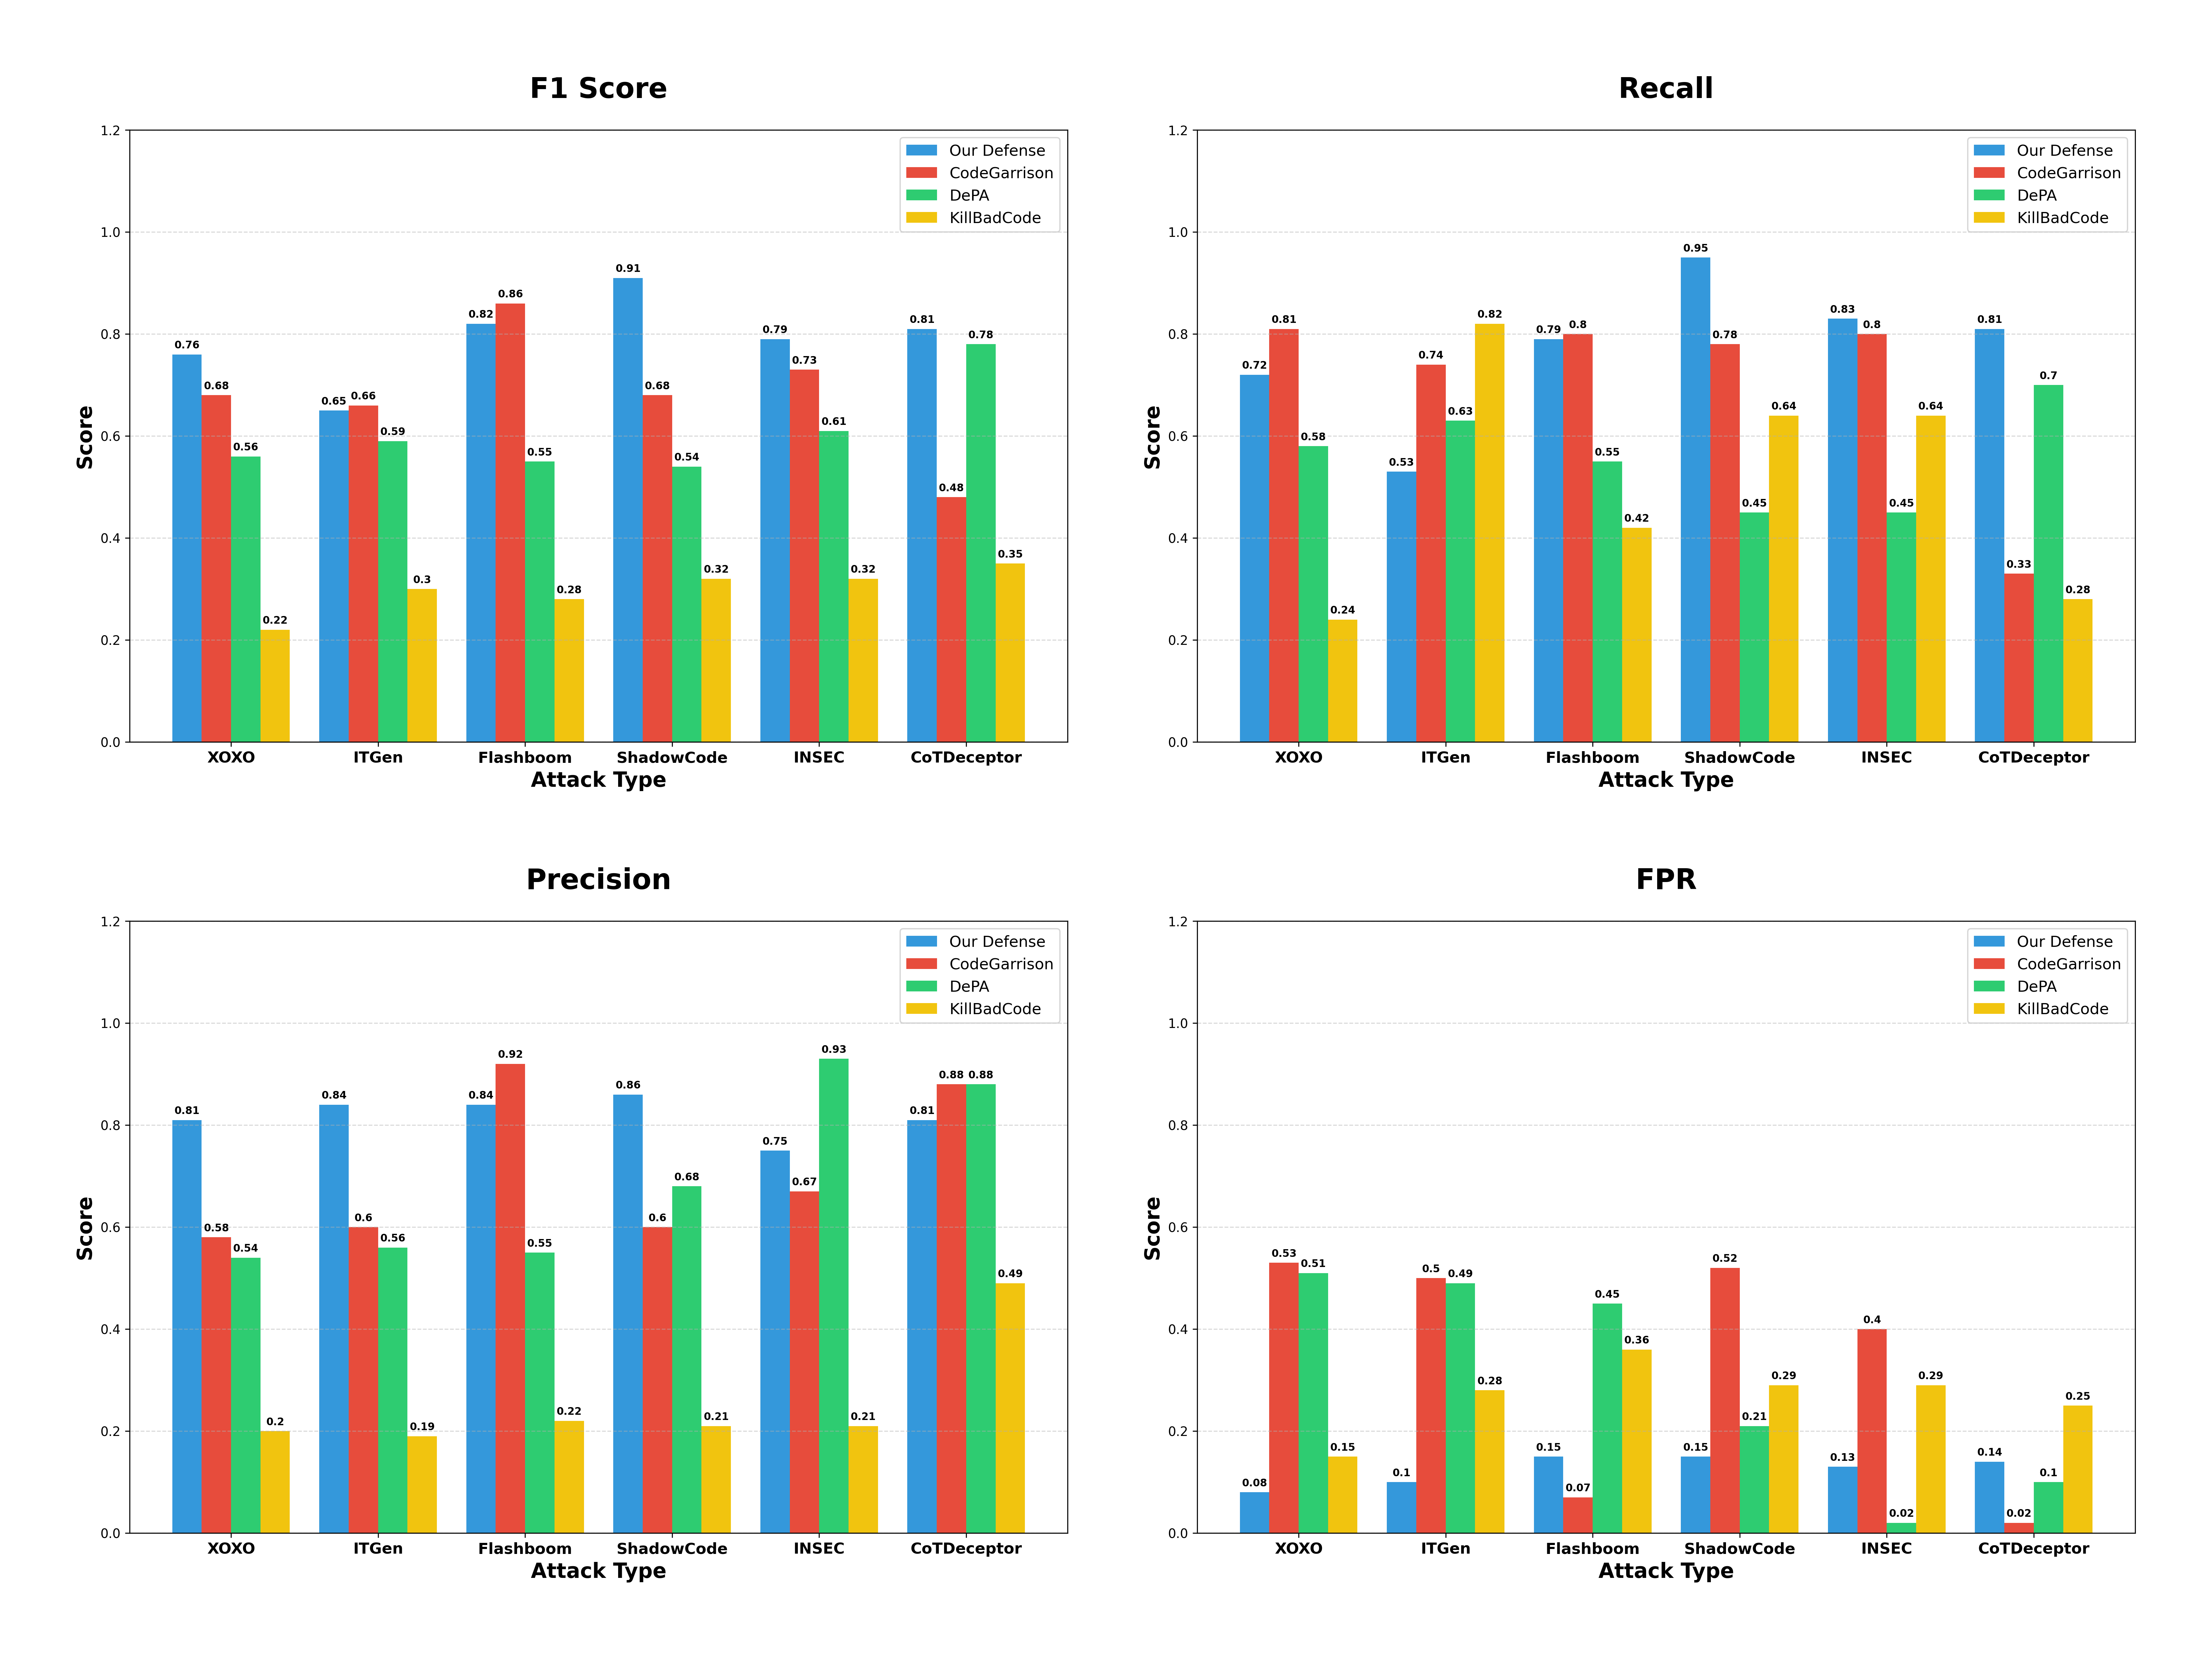 F1 Score
1.2
1.0
0.8
0.6
0.4
0.2
0.0
Score
Our Defense
CodeGarrison
DePA
KillBadCode
0.76 0.68 0.56 0.22
0.65 0.66 0.59 0.3
0.82 0.86 0.55 0.28
0.91 0.68 0.54 0.32
0.79 0.73 0.61 0.32
0.81 0.48 0.78 0.35
XOXO ITGen Flashboom ShadowCode INSEC CoTDeceptor
Attack Type
Recall
1.2
1.0
0.8
0.6
0.4
0.2
0.0
Score
Our Defense
CodeGarrison
DePA
KillBadCode
0.72 0.81 0.58 0.24
0.53 0.74 0.63 0.82
0.79 0.8 0.55 0.42
0.95 0.78 0.45 0.64
0.83 0.8 0.45 0.64
0.81 0.33 0.7 0.28
XOXO ITGen Flashboom ShadowCode INSEC CoTDeceptor
Attack Type
Precision
1.2
1.0
0.8
0.6
0.4
0.2
0.0
Score
Our Defense
CodeGarrison
DePA
KillBadCode
0.81 0.58 0.54 0.2
0.84 0.6 0.56 0.19
0.84 0.92 0.55 0.22
0.86 0.6 0.68 0.21
0.75 0.67 0.93 0.21
0.81 0.88 0.88 0.49
XOXO ITGen Flashboom ShadowCode INSEC CoTDeceptor
Attack Type
FPR
1.2
1.0
0.8
0.6
0.4
0.2
0.0
Score
Our Defense
CodeGarrison
DePA
KillBadCode
0.08 0.53 0.51 0.15
0.1 0.5 0.49 0.28
0.15 0.07 0.45 0.36
0.15 0.52 0.21 0.29
0.13 0.4 0.02 0.29
0.14 0.02 0.1 0.25
XOXO ITGen Flashboom ShadowCode INSEC CoTDeceptor
Attack Type